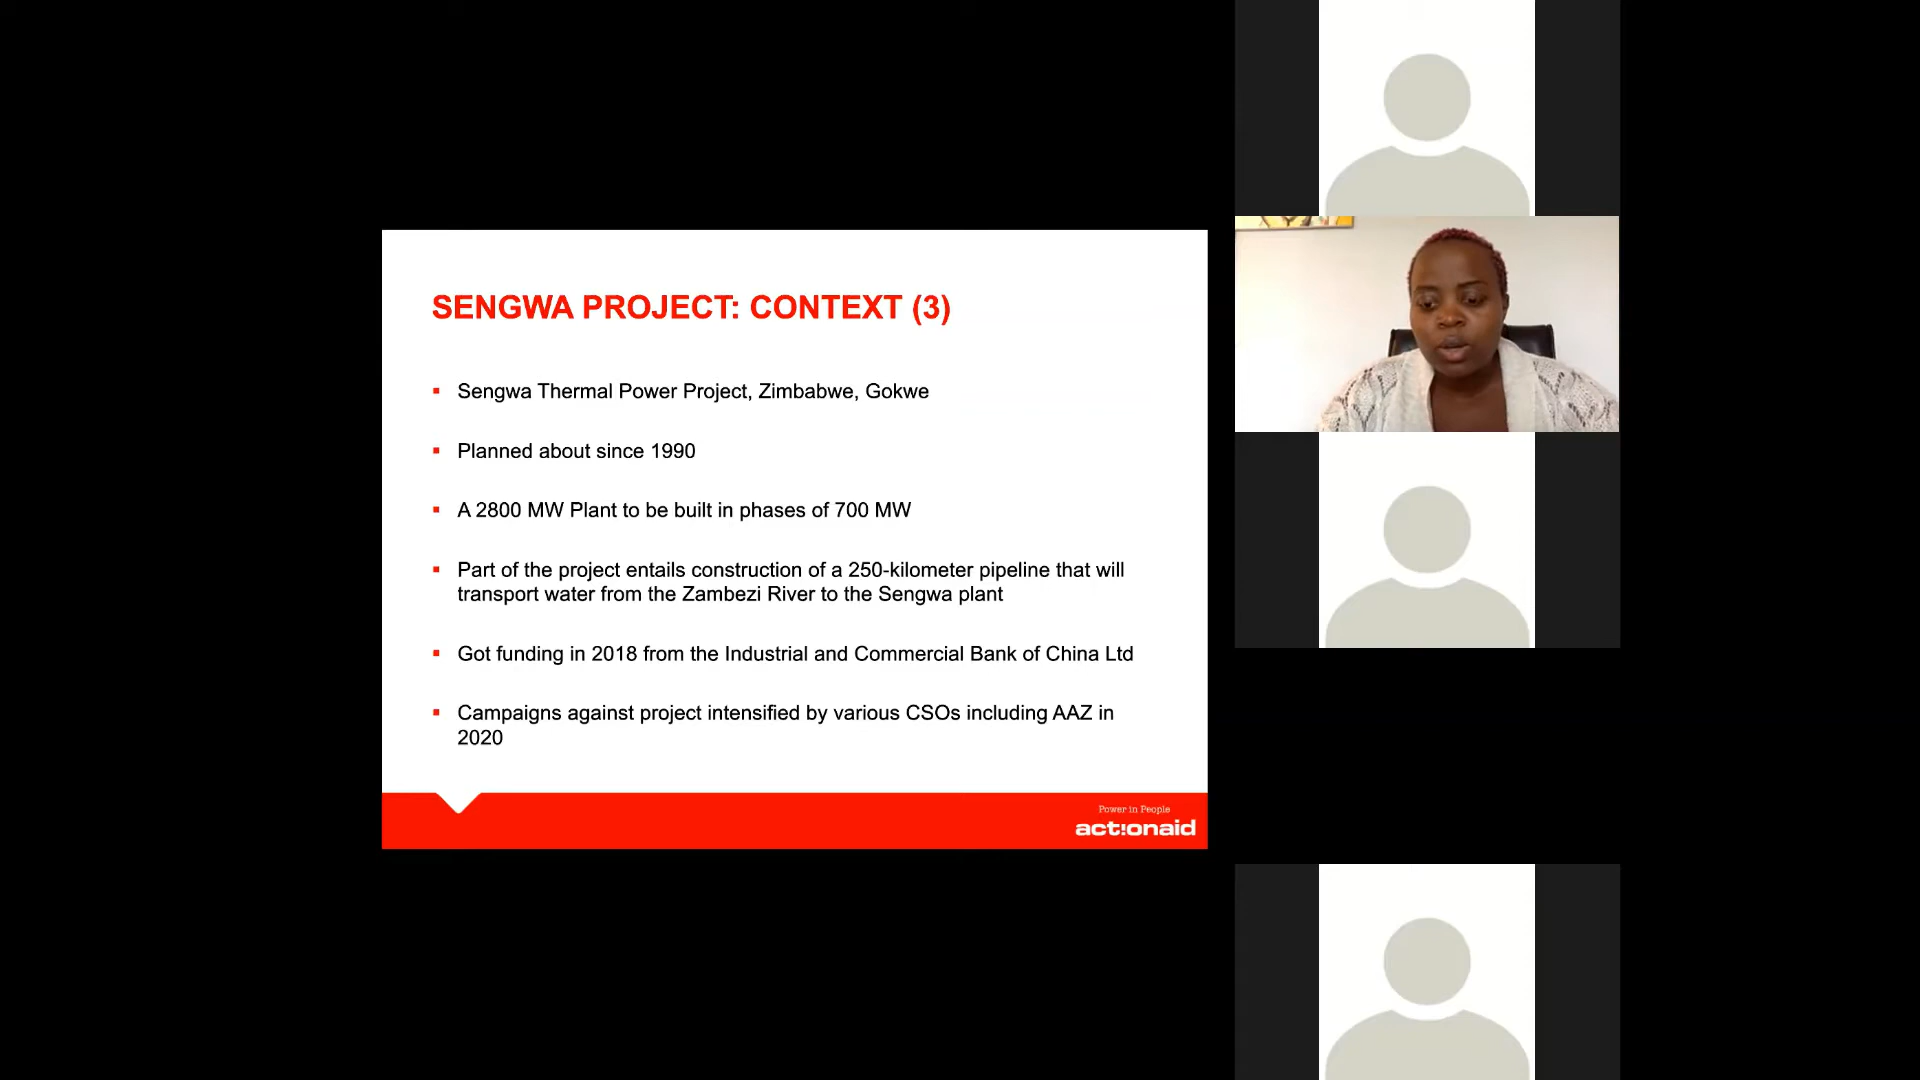 SENGWA PROJECT: CONTEXT (3)
▪ Sengwa Thermal Power Project, Zimbabwe, Gokwe
▪ Planned about since 1990
▪ A 2800 MW Plant to be built in phases of 700 MW
▪ Part of the project entails construction of a 250-kilometer pipeline that will
transport water from the Zambezi River to the Sengwa plant
▪ Got funding in 2018 from the Industrial and Commercial Bank of China Ltd
▪ Campaigns against project intensified by various CSOs including AAZ in
2020
Power in People
act!onaid